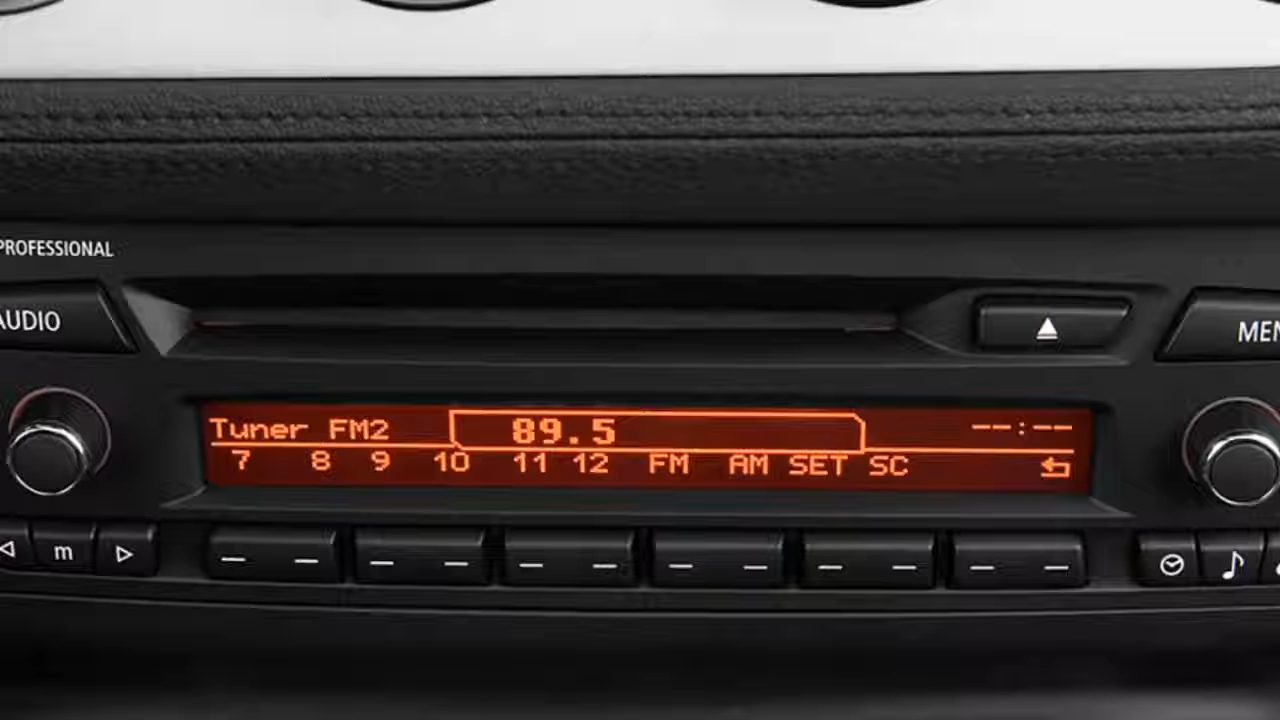 PROFESSIONAL
AUDIO
MEN
Tuner FM2 89.5 --:--
7 8 9 10 11 12 FM AM SET SC
m